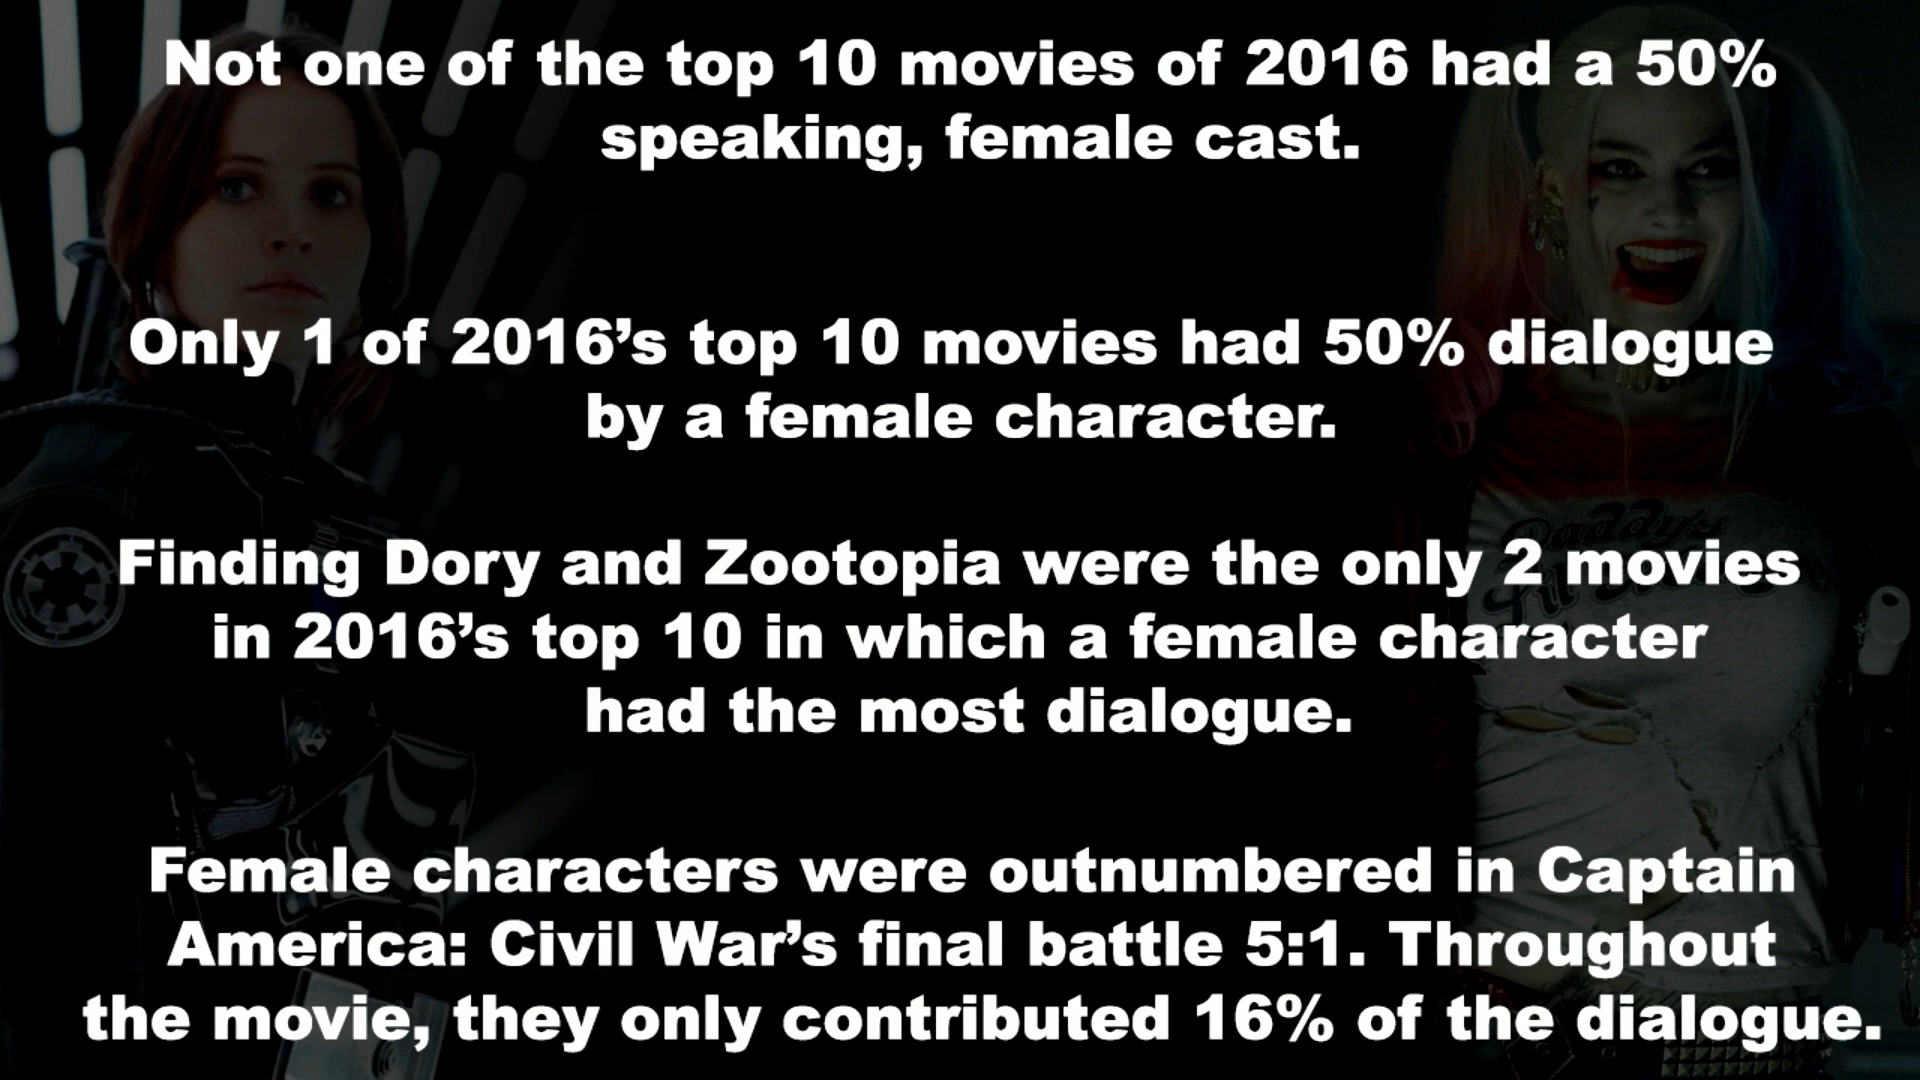 Not one of the top 10 movies of 2016 had a 50%
speaking, female cast.
Only 1 of 2016’s top 10 movies had 50% dialogue
by a female character.
Finding Dory and Zootopia were the only 2 movies
in 2016’s top 10 in which a female character
had the most dialogue.
Female characters were outnumbered in Captain
America: Civil War’s final battle 5:1. Throughout
the movie, they only contributed 16% of the dialogue.
Daddy's
Lil